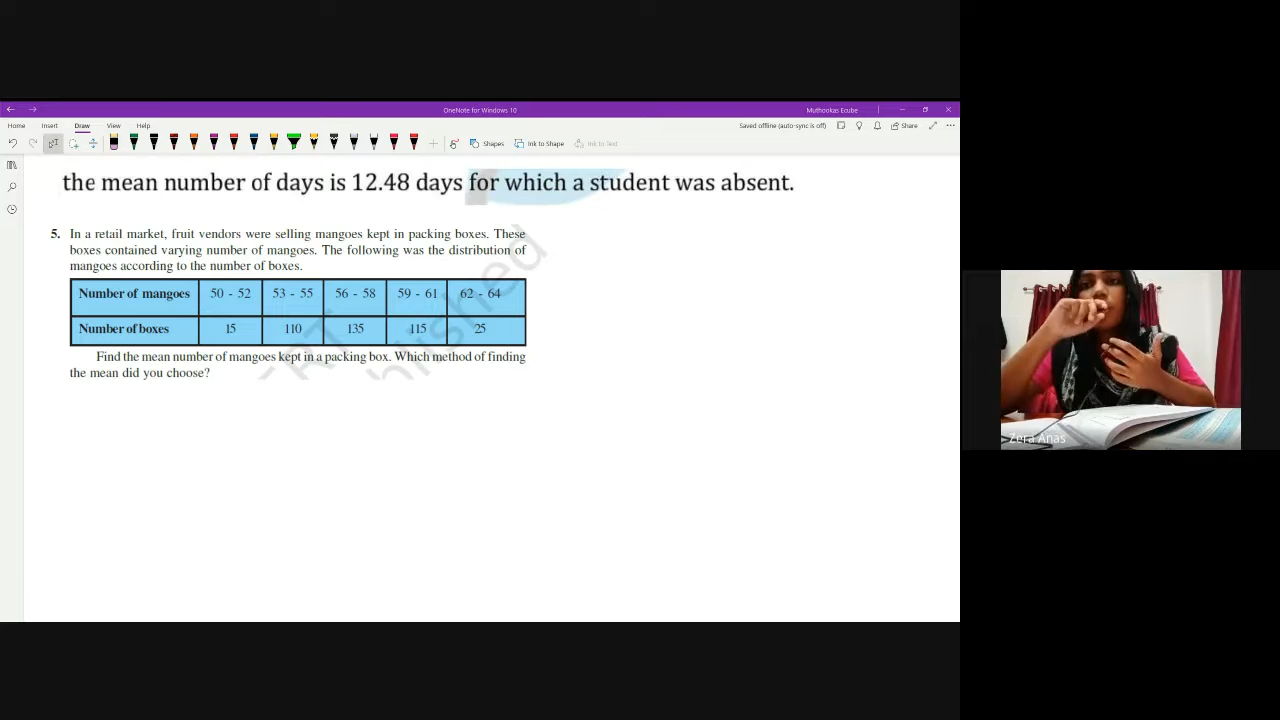 OneNote for Windows 10
Muthookas Ecube
Home Insert Draw View Help
Saved offline (auto-sync is off)
Share
Shapes
Ink to Shape
Ink to Text
the mean number of days is 12.48 days for which a student was absent.
5. In a retail market, fruit vendors were selling mangoes kept in packing boxes. These
boxes contained varying number of mangoes. The following was the distribution of
mangoes according to the number of boxes.
Number of mangoes 50 - 52 53 - 55 56 - 58 59 - 61 62 - 64
Number of boxes 15 110 135 115 25
Find the mean number of mangoes kept in a packing box. Which method of finding
the mean did you choose?
Zera Anas